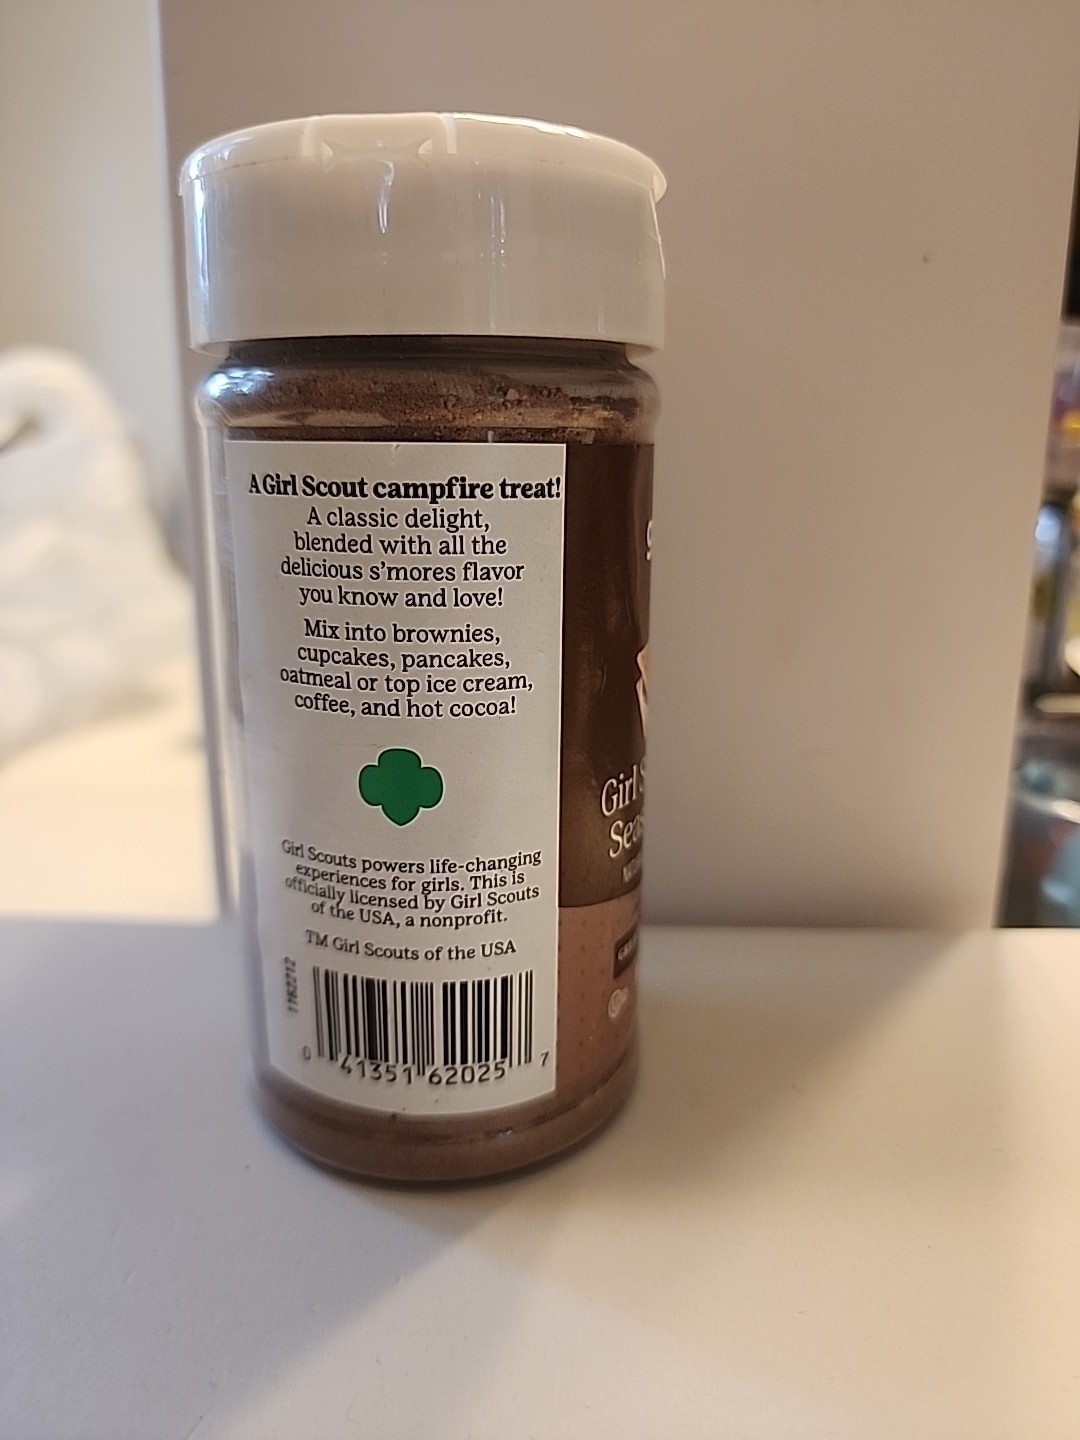 A Girl Scout campfire treat!
A classic delight,
blended with all the
delicious s'mores flavor
you know and love!
Mix into brownies,
cupcakes, pancakes,
oatmeal or top ice cream,
coffee, and hot cocoa!
Girl Scouts powers life-changing
experiences for girls. This is
officially licensed by Girl Scouts
of the USA, a nonprofit.
TM Girl Scouts of the USA
1162212
0 41351 62025 7
Girl S
Seas